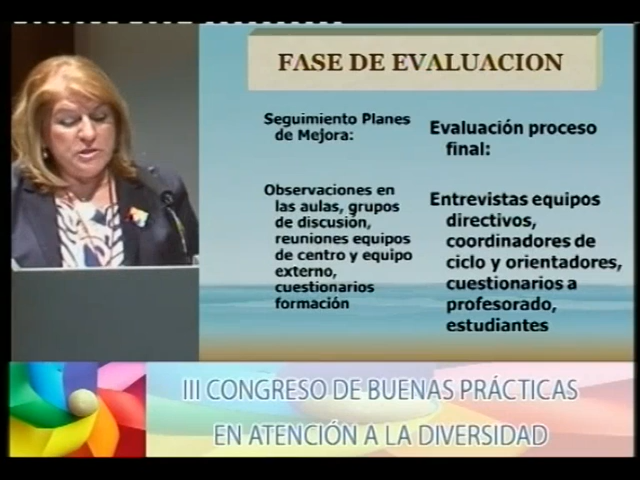 FASE DE EVALUACION
Seguimiento Planes
de Mejora:
Observaciones en
las aulas, grupos
de discusión,
reuniones equipos
de centro y equipo
externo,
cuestionarios
formación
Evaluación proceso
final:
Entrevistas equipos
directivos,
coordinadores de
ciclo y orientadores,
cuestionarios a
profesorado,
estudiantes
III CONGRESO DE BUENAS PRÁCTICAS
EN ATENCIÓN A LA DIVERSIDAD